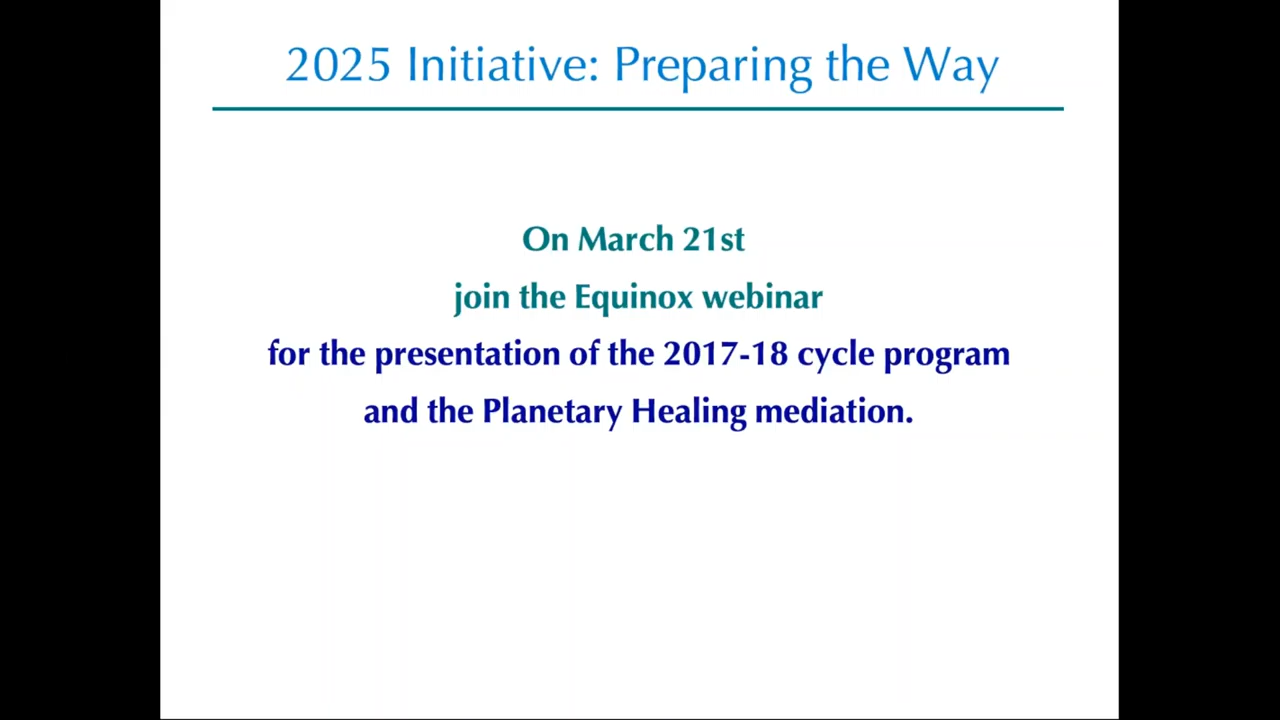 2025 Initiative: Preparing the Way
On March 21st
join the Equinox webinar
for the presentation of the 2017-18 cycle program
and the Planetary Healing mediation.